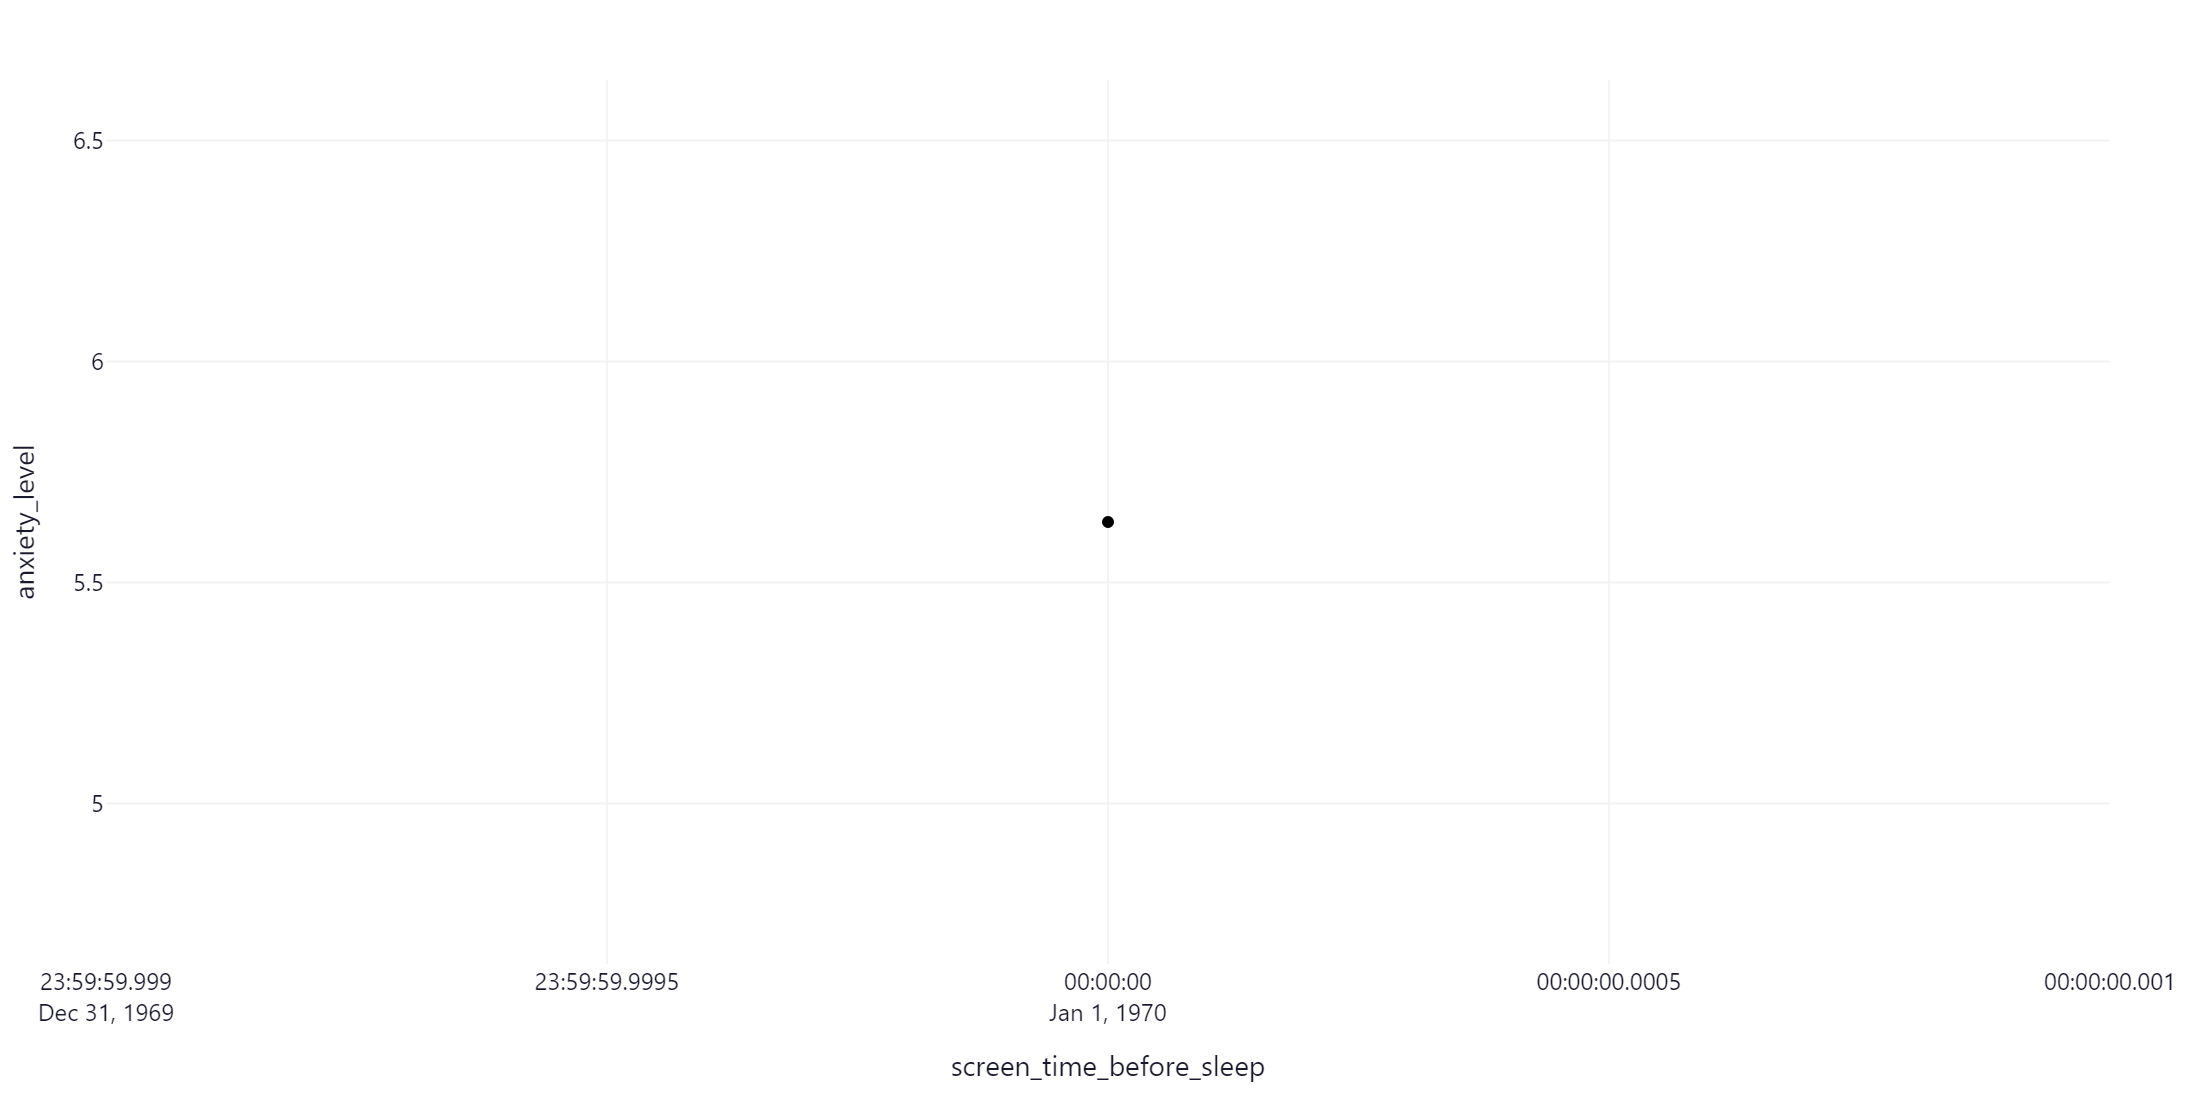 6.5
6
5.5
5
anxiety_level
23:59:59.999
Dec 31, 1969
23:59:59.9995
00:00:00
Jan 1, 1970
00:00:00.0005
00:00:00.001
screen_time_before_sleep